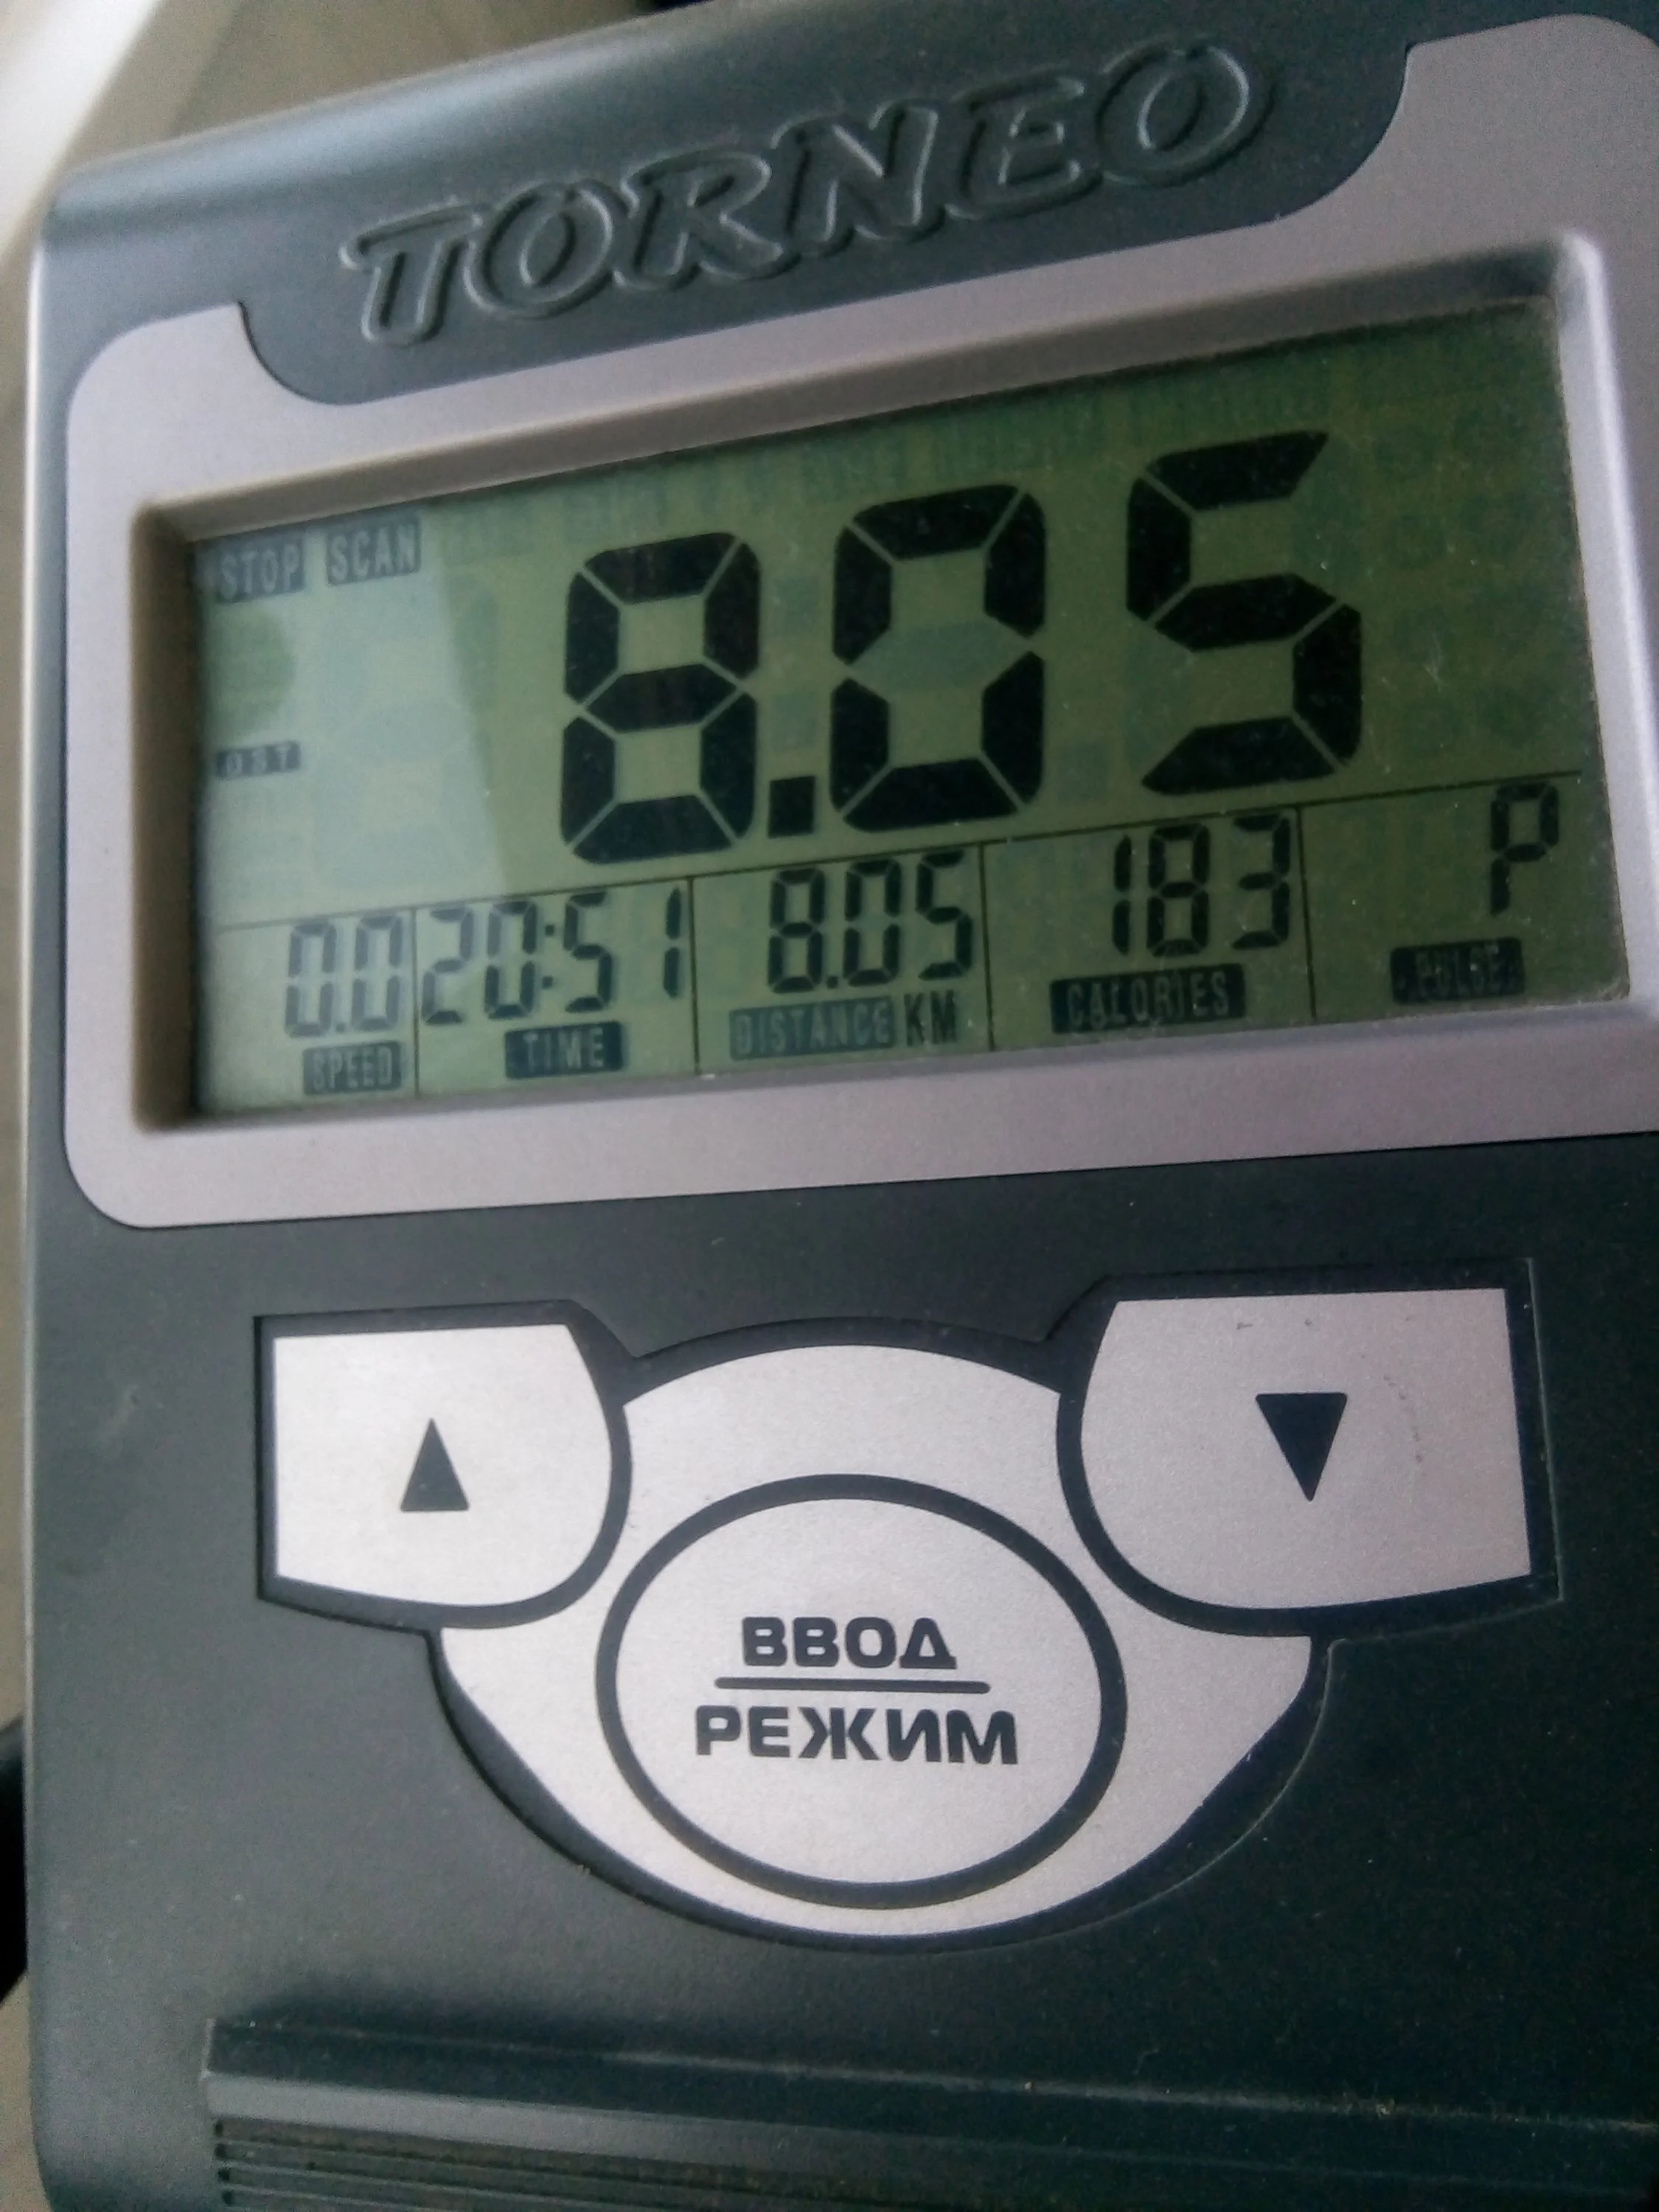 TORNEO
STOP SCAN
8.05
DIST
0.0 20:51 8.05 183 P
SPEED TIME DISTANCE KM CALORIES PULSE
ВВОД
РЕЖИМ